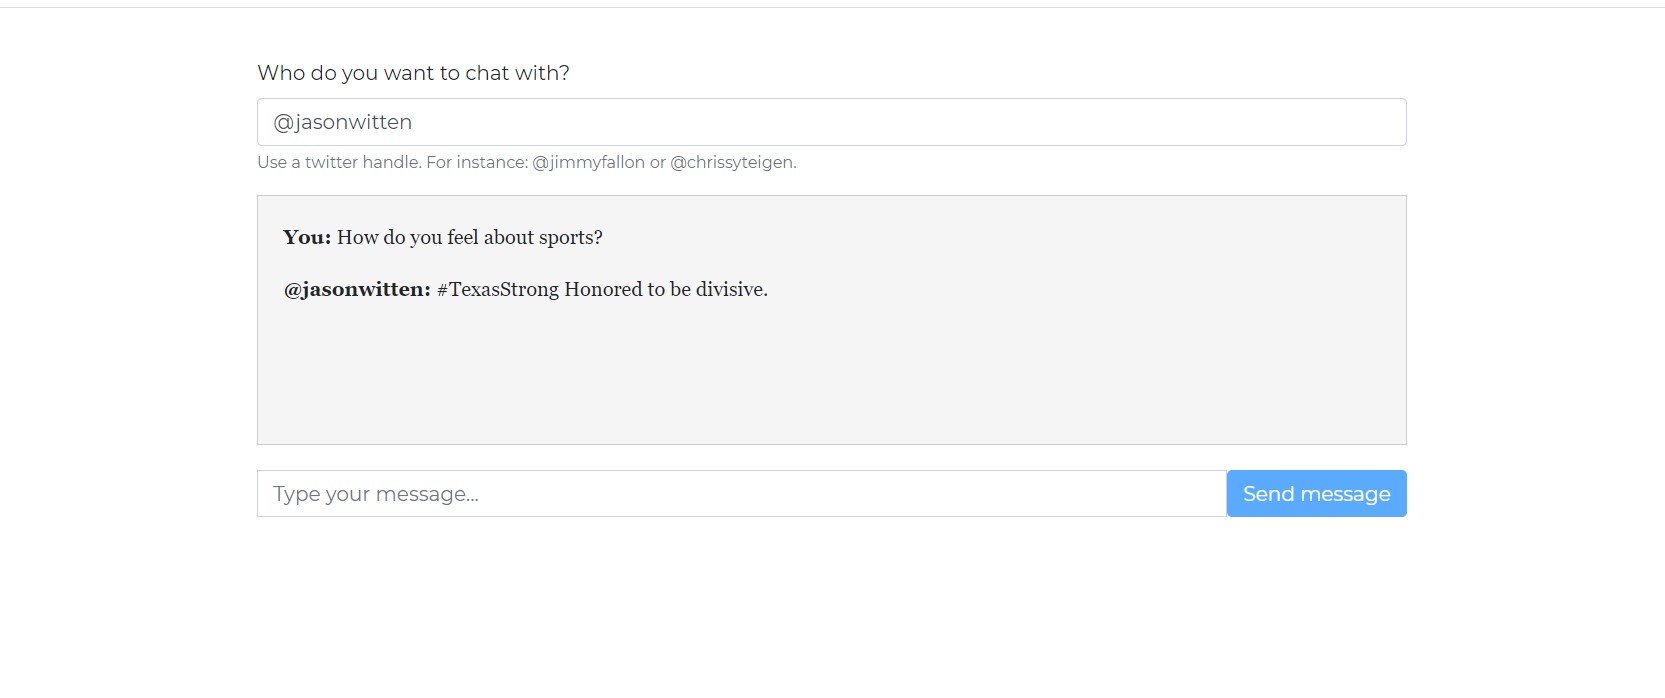 Who do you want to chat with?
@jasonwitten
Use a twitter handle. For instance: @jimmyfallon or @chrissyteigen.
You: How do you feel about sports?
@jasonwitten: #TexasStrong Honored to be divisive.
Type your message...
Send message